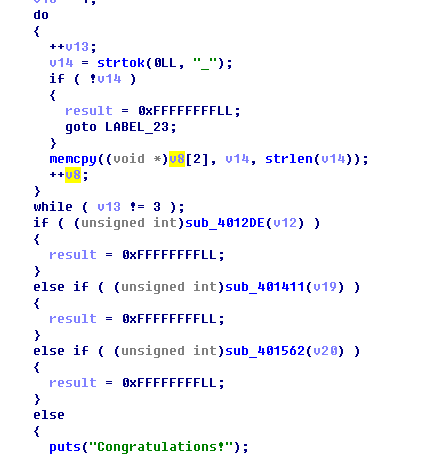 do
{
++v13;
v14 = strtok(0LL, "_");
if ( !v14 )
{
result = 0xFFFFFFFFLL;
goto LABEL_23;
}
memcpy((void *)v8[2], v14, strlen(v14));
++v8;
}
while ( v13 != 3 );
if ( (unsigned int)sub_4012DE(v12) )
{
result = 0xFFFFFFFFLL;
}
else if ( (unsigned int)sub_401411(v19) )
{
result = 0xFFFFFFFFLL;
}
else if ( (unsigned int)sub_401562(v20) )
{
result = 0xFFFFFFFFLL;
}
else
{
puts("Congratulations!");